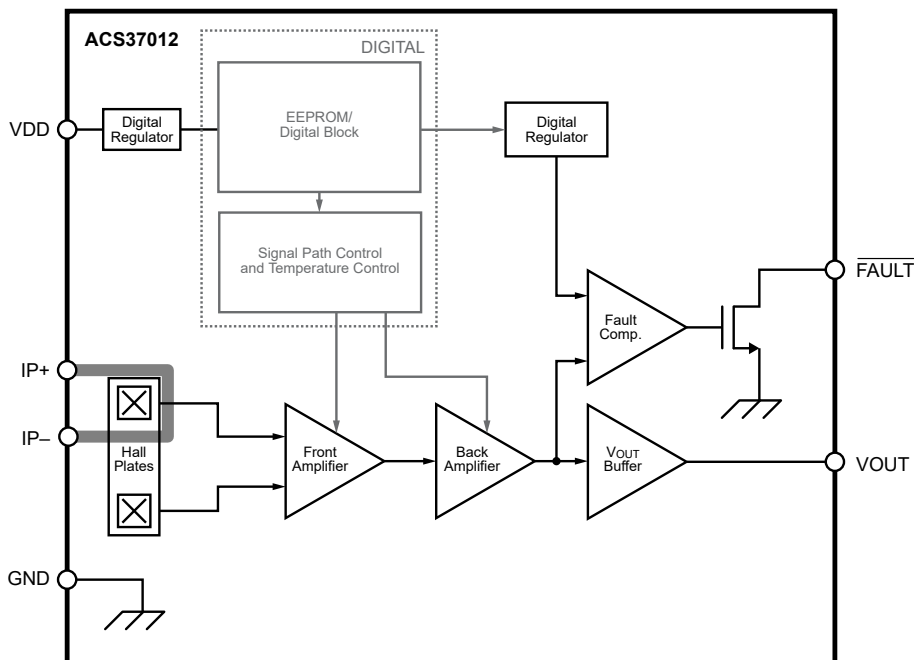 ACS37012
DIGITAL
VDD
Digital
Regulator
EEPROM/
Digital Block
Digital
Regulator
Signal Path Control
and Temperature Control
FAULT
Fault
Comp.
IP+
IP–
Hall
Plates
Front
Amplifier
Back
Amplifier
VOUT
Buffer
VOUT
GND